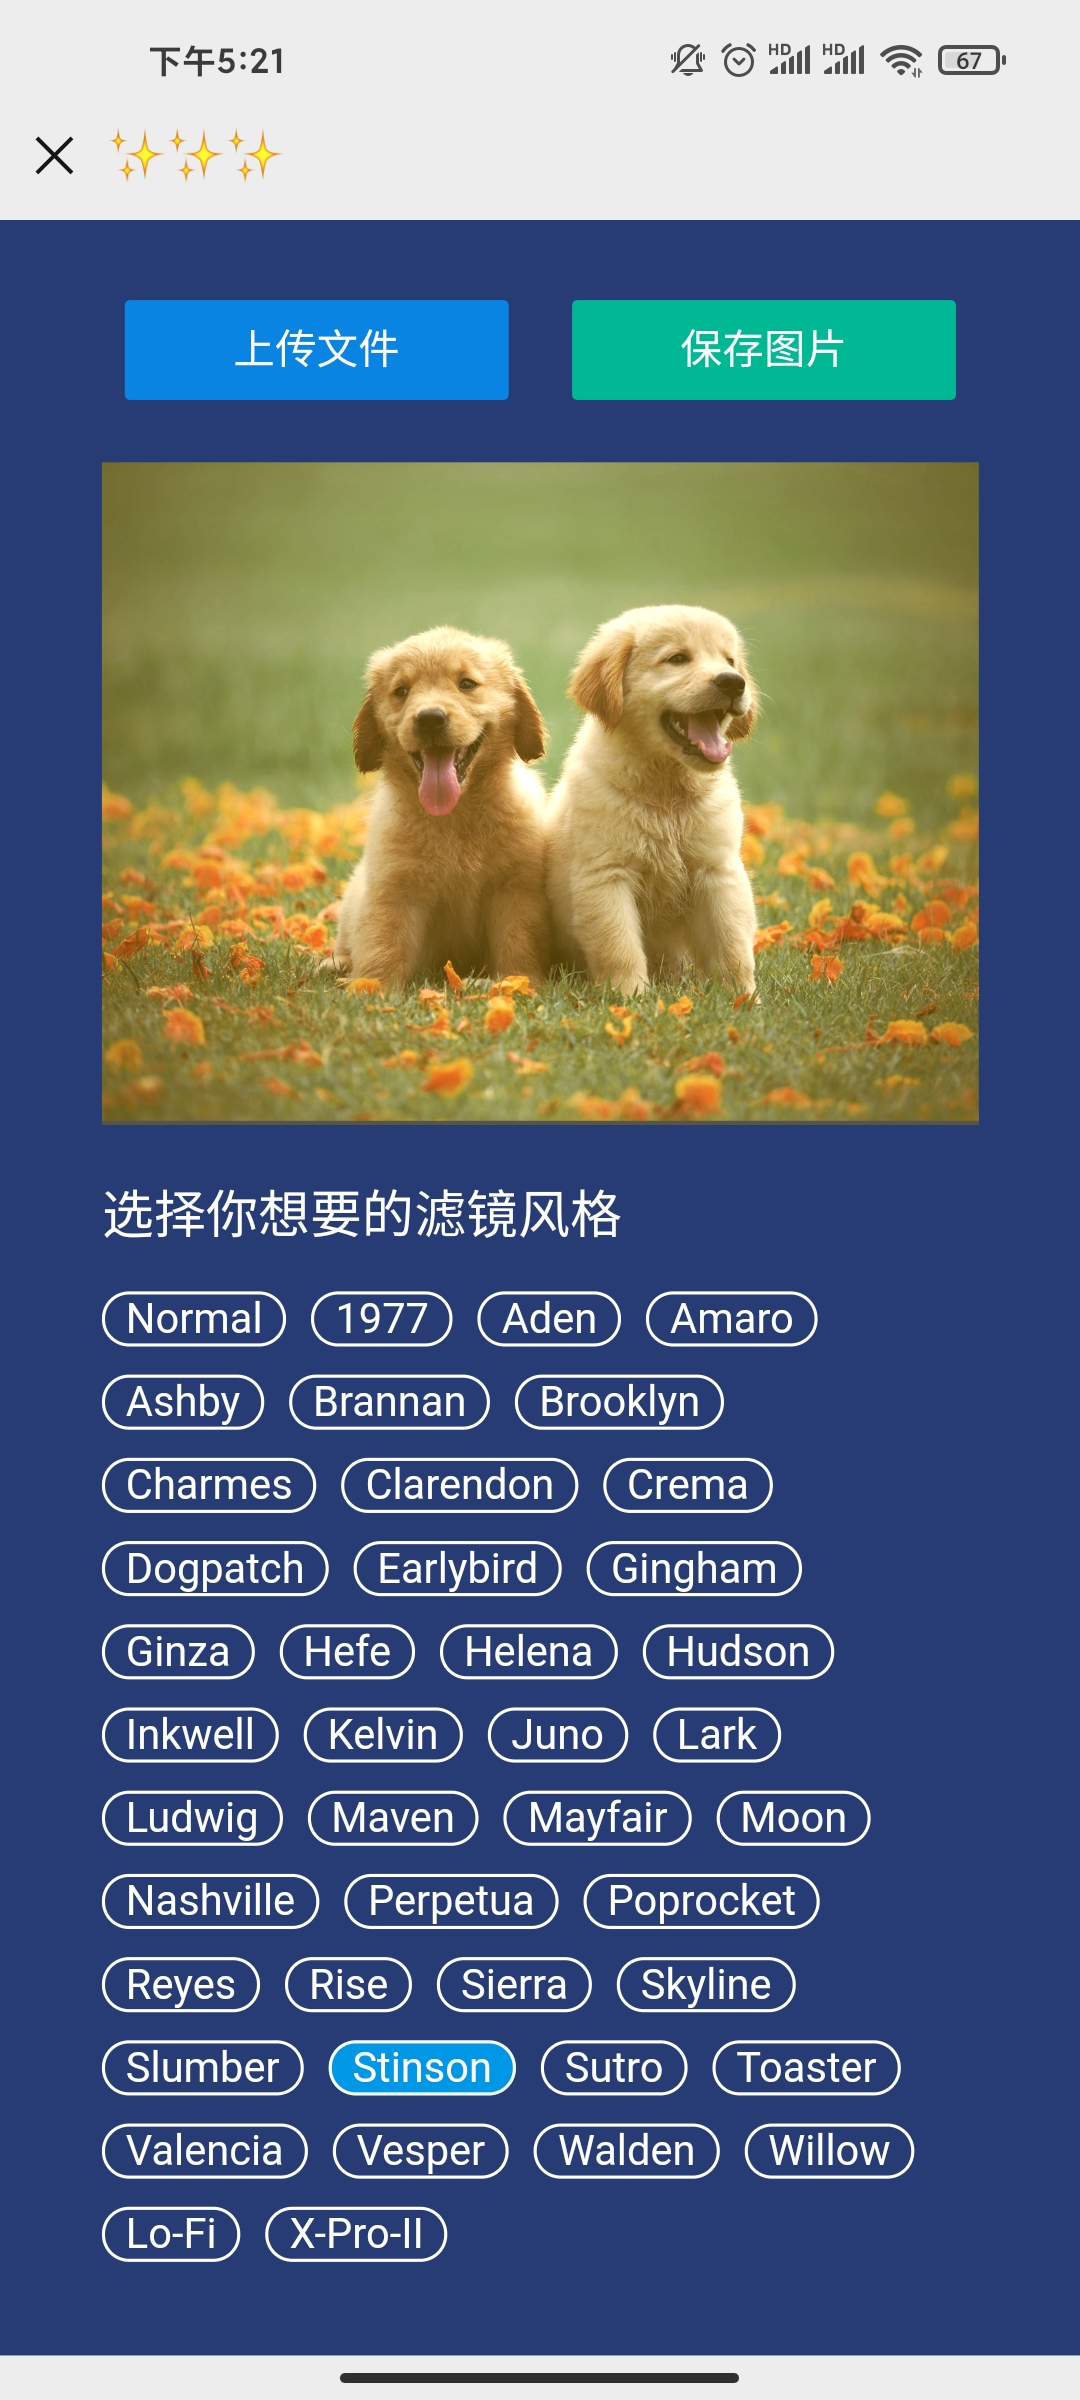 下午5:21 HD HD 67
✨✨✨
上传文件 保存图片
选择你想要的滤镜风格
Normal 1977 Aden Amaro
Ashby Brannan Brooklyn
Charmes Clarendon Crema
Dogpatch Earlybird Gingham
Ginza Hefe Helena Hudson
Inkwell Kelvin Juno Lark
Ludwig Maven Mayfair Moon
Nashville Perpetua Poprocket
Reyes Rise Sierra Skyline
Slumber Stinson Sutro Toaster
Valencia Vesper Walden Willow
Lo-Fi X-Pro-II